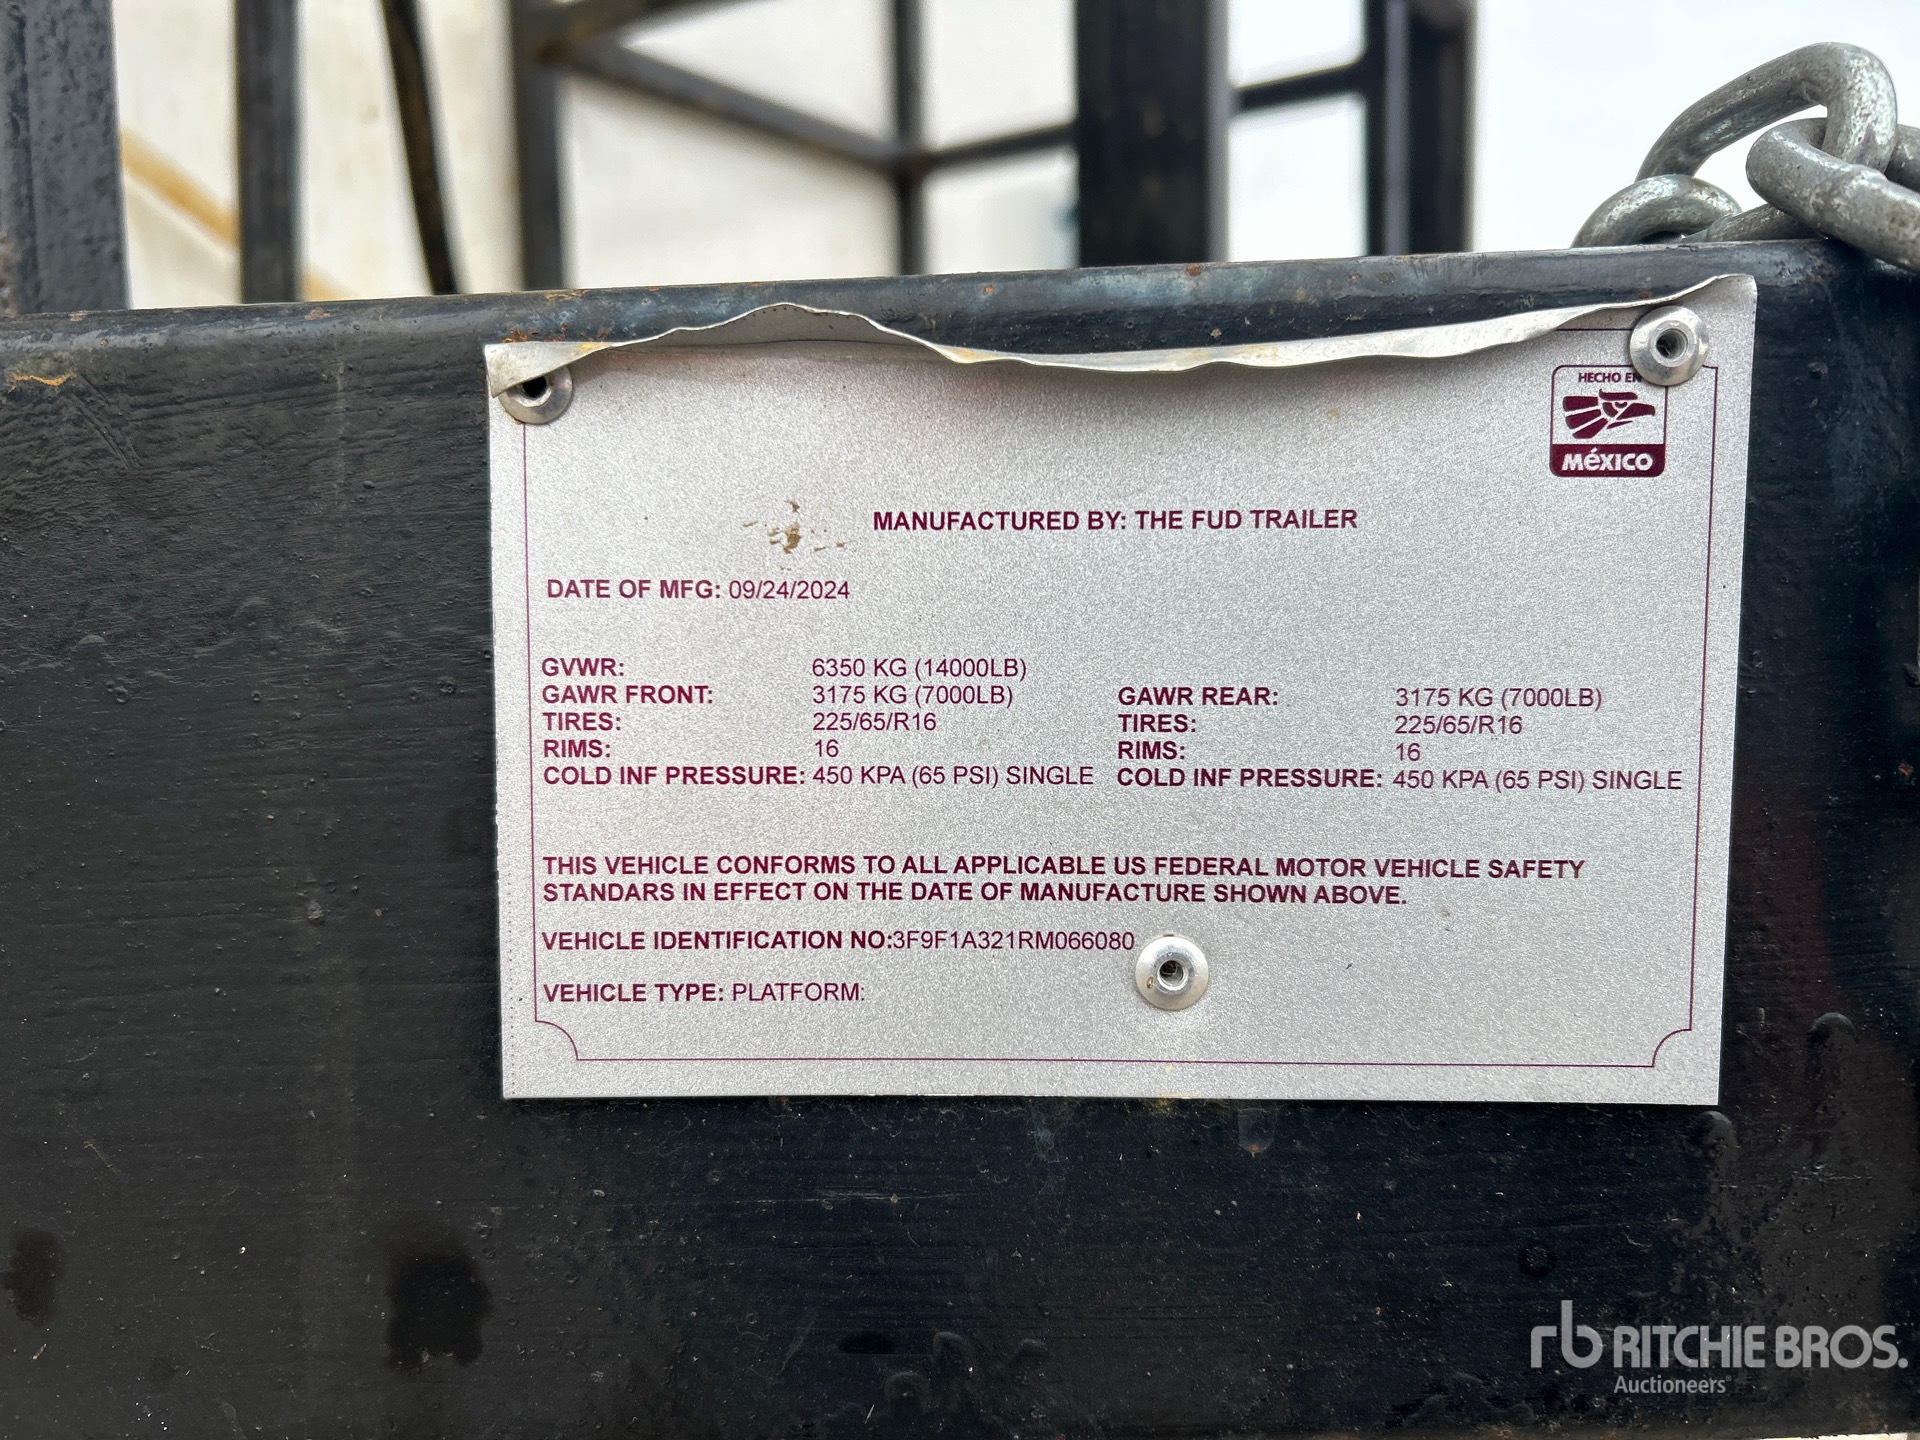 HECHO EN
MÉXICO
MANUFACTURED BY: THE FUD TRAILER
DATE OF MFG: 09/24/2024
GVWR: 6350 KG (14000LB)
GAWR FRONT: 3175 KG (7000LB) GAWR REAR: 3175 KG (7000LB)
TIRES: 225/65/R16 TIRES: 225/65/R16
RIMS: 16 RIMS: 16
COLD INF PRESSURE: 450 KPA (65 PSI) SINGLE COLD INF PRESSURE: 450 KPA (65 PSI) SINGLE
THIS VEHICLE CONFORMS TO ALL APPLICABLE US FEDERAL MOTOR VEHICLE SAFETY
STANDARS IN EFFECT ON THE DATE OF MANUFACTURE SHOWN ABOVE.
VEHICLE IDENTIFICATION NO:3F9F1A321RM066080
VEHICLE TYPE: PLATFORM:
rb RITCHIE BROS.
Auctioneers